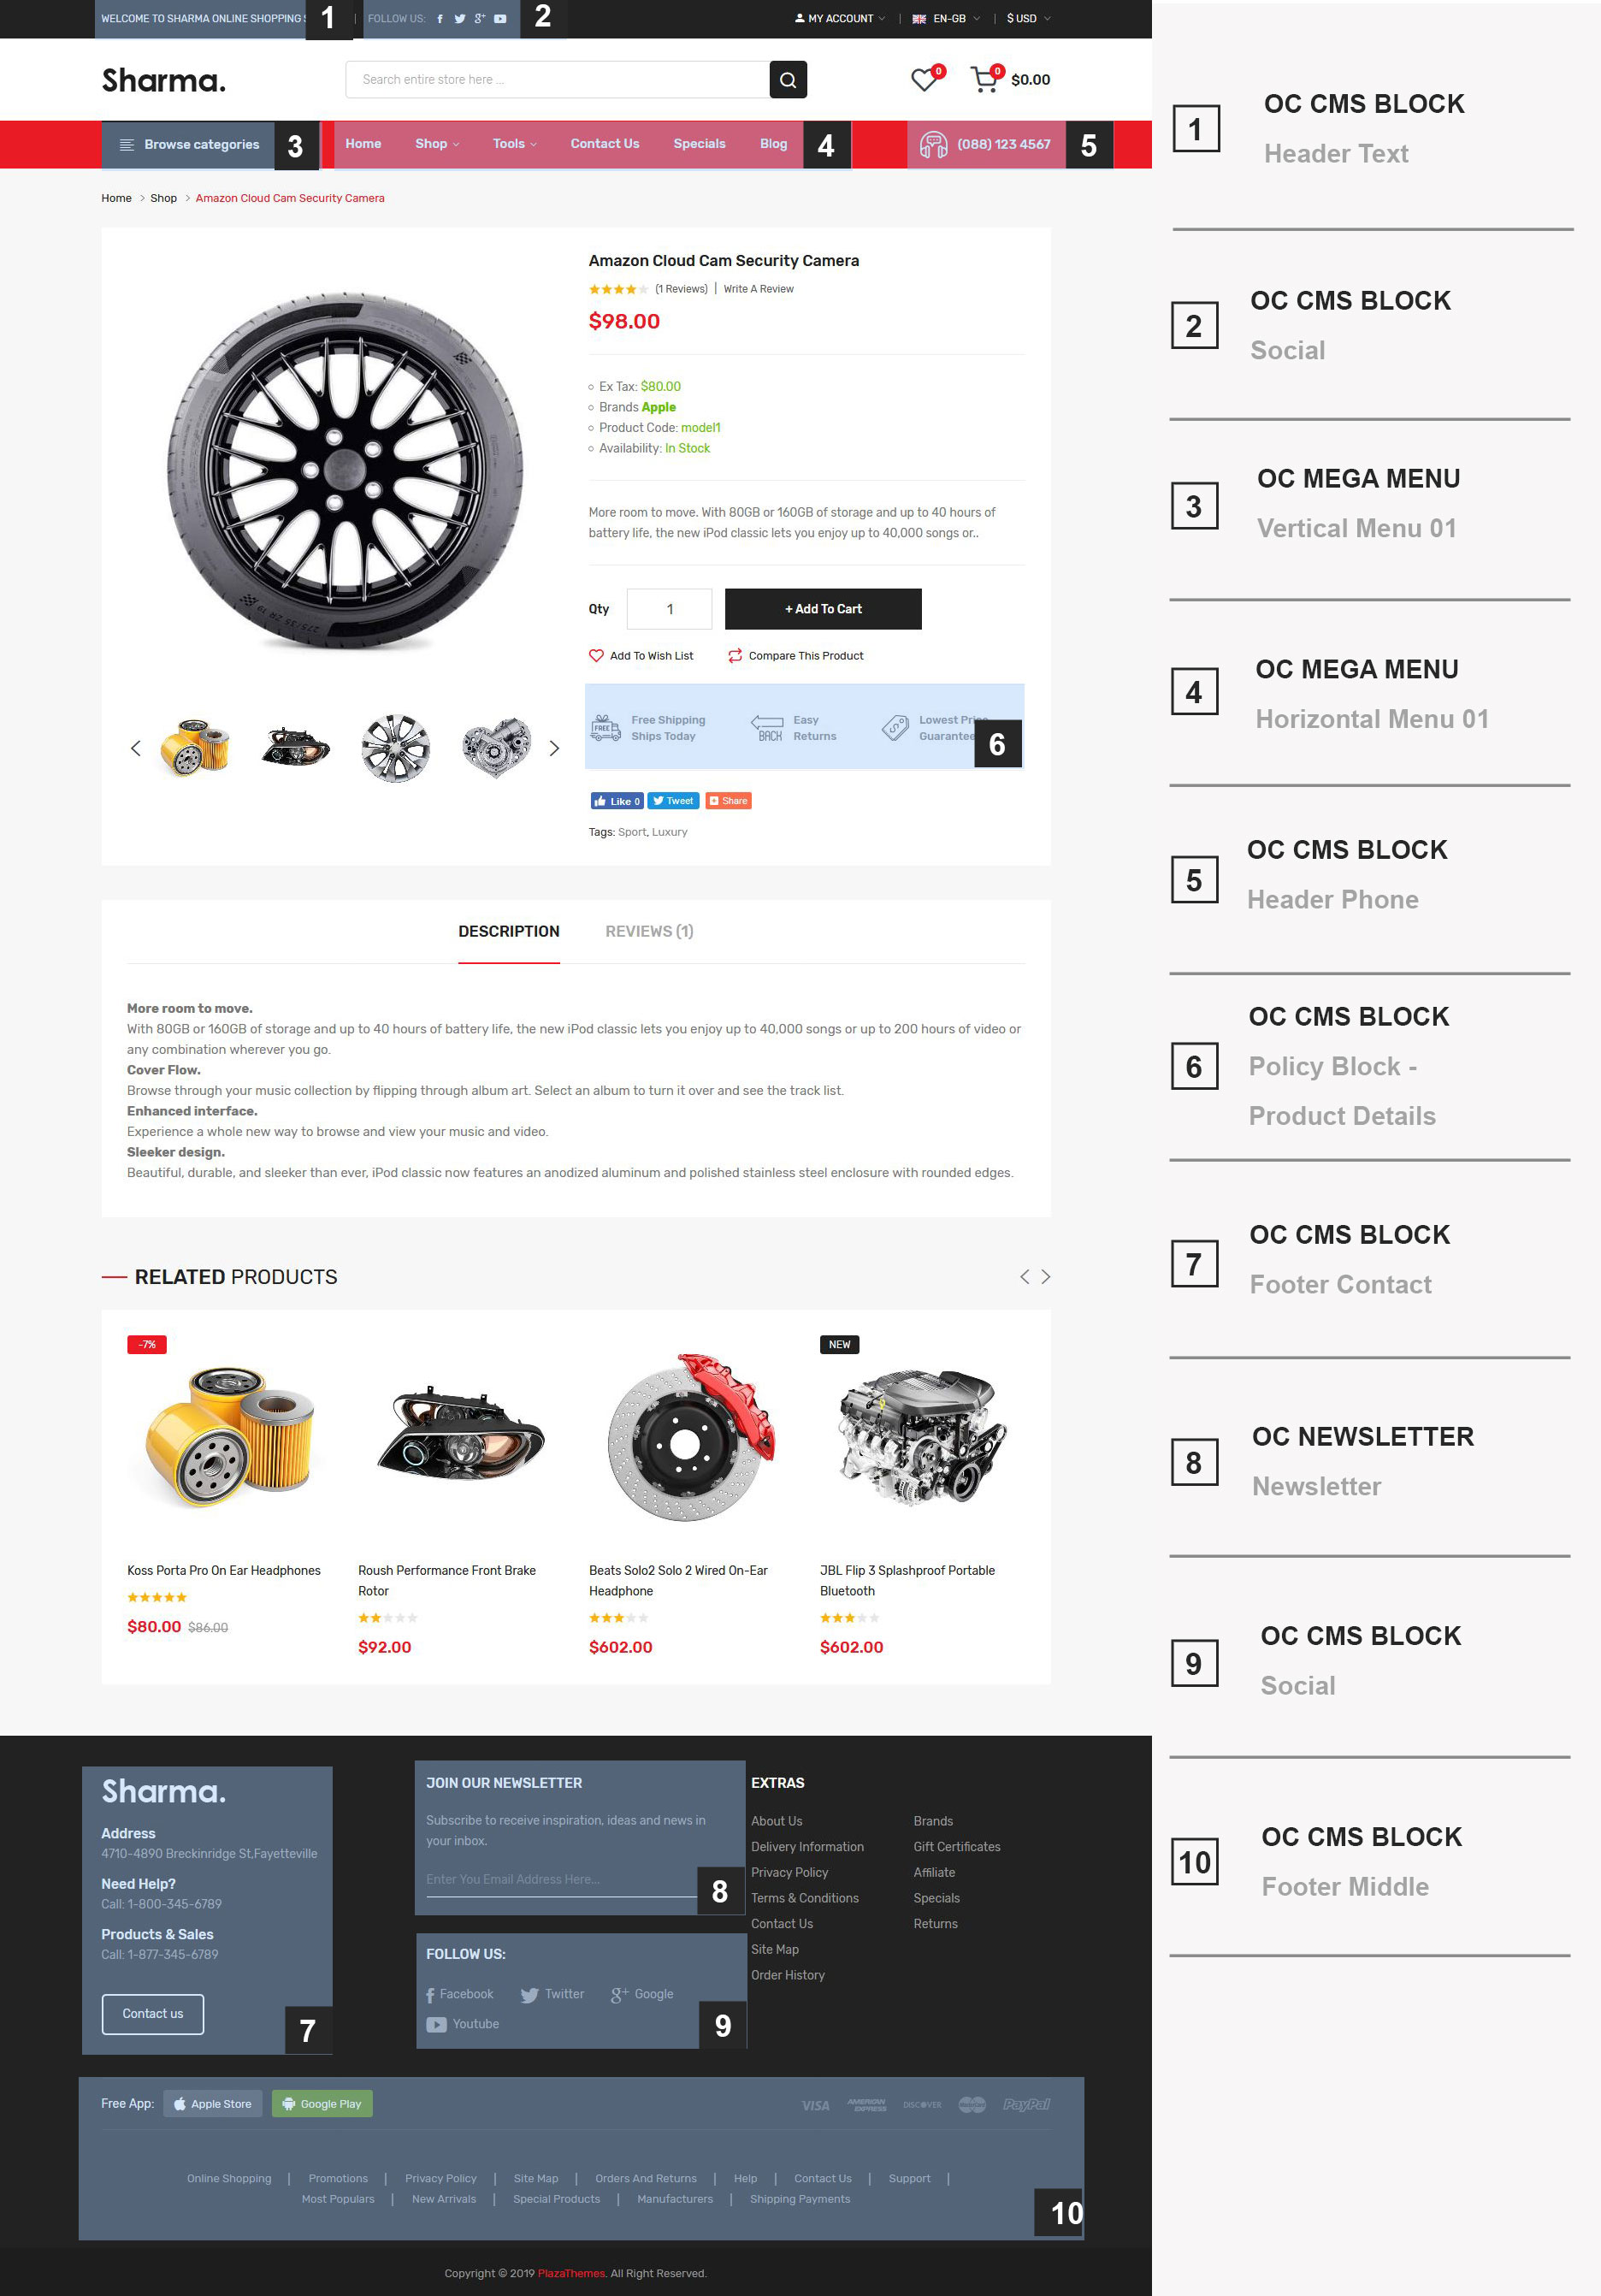 WELCOME TO SHARMA ONLINE SHOPPING
1
FOLLOW US:
2
MY ACCOUNT
EN-GB
$ USD
Sharma.
Search entire store here ...
0
0
$0.00
Browse categories
3
Home
Shop
Tools
Contact Us
Specials
Blog
4
(088) 123 4567
5
Home > Shop > Amazon Cloud Cam Security Camera
Amazon Cloud Cam Security Camera
(1 Reviews) | Write A Review
$98.00
Ex Tax: $80.00
Brands Apple
Product Code: model1
Availability: In Stock
More room to move. With 80GB or 160GB of storage and up to 40 hours of
battery life, the new iPod classic lets you enjoy up to 40,000 songs or..
Qty
1
+ Add To Cart
Add To Wish List
Compare This Product
FREE
Free Shipping
Ships Today
BACK
Easy
Returns
Lowest Price
Guarantee
6
Like 0
Tweet
Share
Tags: Sport, Luxury
275/35 ZR 19
DESCRIPTION
REVIEWS (1)
More room to move.
With 80GB or 160GB of storage and up to 40 hours of battery life, the new iPod classic lets you enjoy up to 40,000 songs or up to 200 hours of video or
any combination wherever you go.
Cover Flow.
Browse through your music collection by flipping through album art. Select an album to turn it over and see the track list.
Enhanced interface.
Experience a whole new way to browse and view your music and video.
Sleeker design.
Beautiful, durable, and sleeker than ever, iPod classic now features an anodized aluminum and polished stainless steel enclosure with rounded edges.
RELATED PRODUCTS
-7%
NEW
Koss Porta Pro On Ear Headphones
$80.00 $86.00
Roush Performance Front Brake
Rotor
$92.00
Beats Solo2 Solo 2 Wired On-Ear
Headphone
$602.00
JBL Flip 3 Splashproof Portable
Bluetooth
$602.00
Sharma.
Address
4710-4890 Breckinridge St,Fayetteville
Need Help?
Call: 1-800-345-6789
Products & Sales
Call: 1-877-345-6789
Contact us
7
JOIN OUR NEWSLETTER
Subscribe to receive inspiration, ideas and news in
your inbox.
Enter You Email Address Here...
8
FOLLOW US:
Facebook
Twitter
Google
Youtube
9
EXTRAS
About Us
Delivery Information
Privacy Policy
Terms & Conditions
Contact Us
Site Map
Order History
Brands
Gift Certificates
Affiliate
Specials
Returns
Free App:
Apple Store
Google Play
VISA
AMERICAN EXPRESS
DISCOVER
PayPal
Online Shopping | Promotions | Privacy Policy | Site Map | Orders And Returns | Help | Contact Us | Support |
Most Populars | New Arrivals | Special Products | Manufacturers | Shipping Payments
10
Copyright © 2019 PlazaThemes. All Right Reserved.
1
OC CMS BLOCK
Header Text
2
OC CMS BLOCK
Social
3
OC MEGA MENU
Vertical Menu 01
4
OC MEGA MENU
Horizontal Menu 01
5
OC CMS BLOCK
Header Phone
6
OC CMS BLOCK
Policy Block -
Product Details
7
OC CMS BLOCK
Footer Contact
8
OC NEWSLETTER
Newsletter
9
OC CMS BLOCK
Social
10
OC CMS BLOCK
Footer Middle